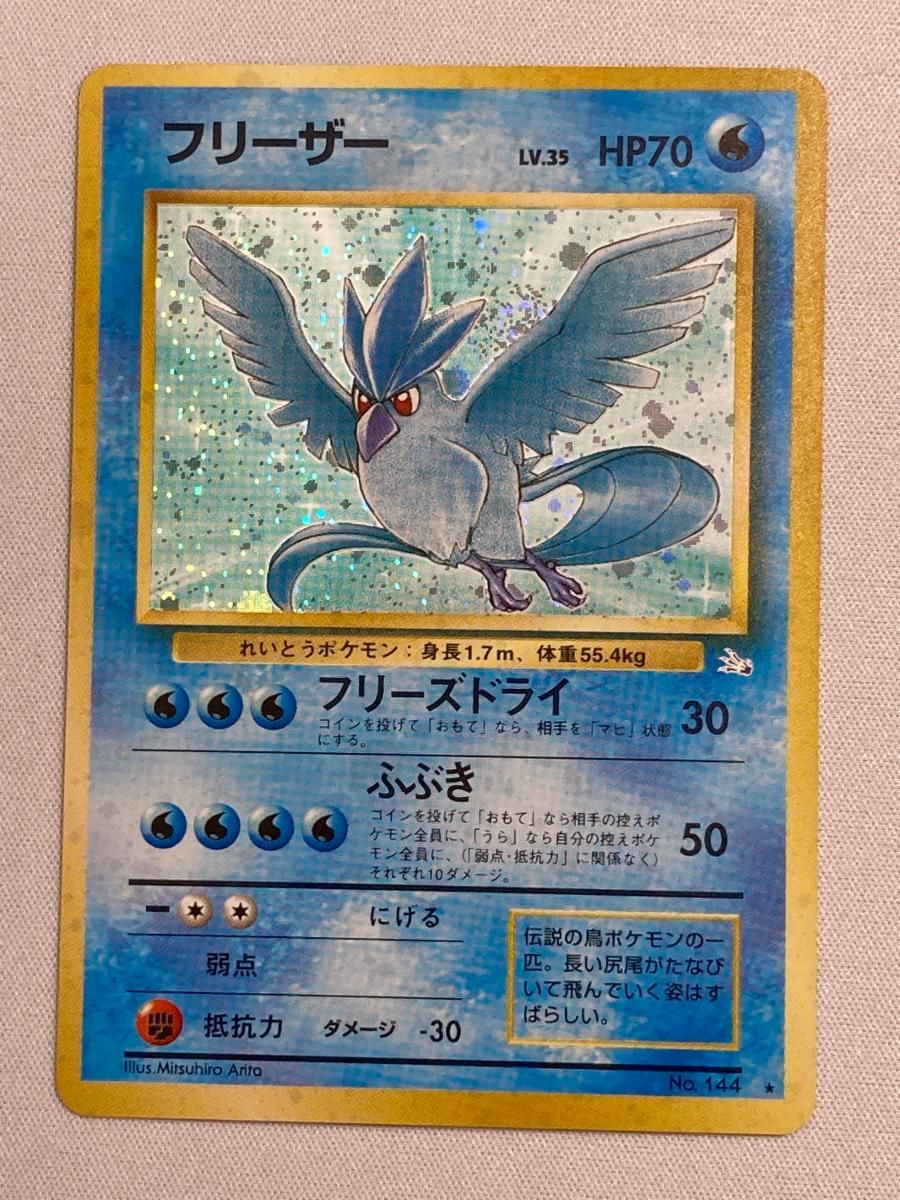 フリーザー LV.35 HP70
れいとうポケモン：身長1.7m、体重55.4kg
フリーズドライ 30
コインを投げて「おもて」なら、相手を「マヒ」状態
にする。
ふぶき
コインを投げて「おもて」なら相手の控えポ
ケモン全員に、「うら」なら自分の控えポケ
モン全員に、（「弱点・抵抗力」に関係なく）
それぞれ10ダメージ。
50
にげる
弱点
抵抗力 ダメージ -30
伝説の鳥ポケモンの一
匹。長い尻尾がたなび
いて飛んでいく姿はす
ばらしい。
Illus.Mitsuhiro Arita
No. 144 ★